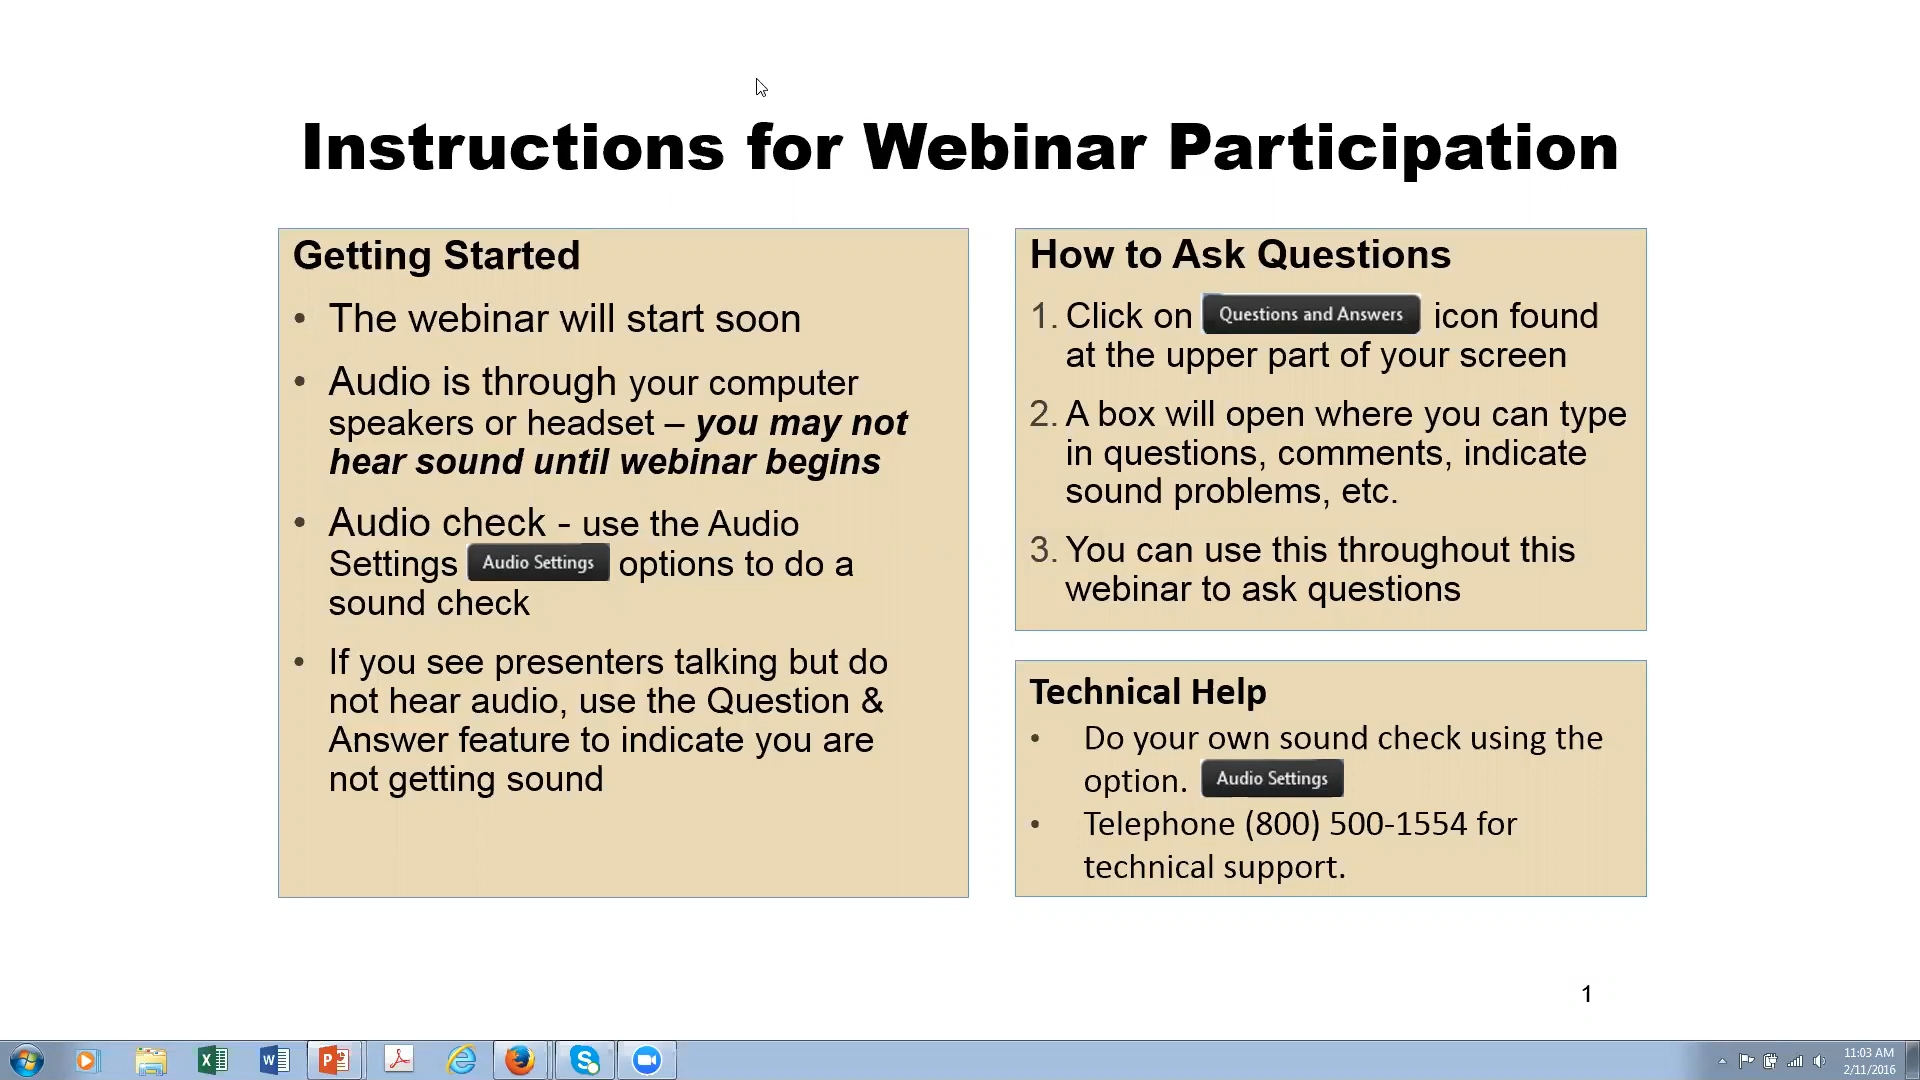 Instructions for Webinar Participation
Getting Started
• The webinar will start soon
• Audio is through your computer
speakers or headset – you may not
hear sound until webinar begins
• Audio check - use the Audio
Settings Audio Settings options to do a
sound check
• If you see presenters talking but do
not hear audio, use the Question &
Answer feature to indicate you are
not getting sound
How to Ask Questions
1. Click on Questions and Answers icon found
at the upper part of your screen
2. A box will open where you can type
in questions, comments, indicate
sound problems, etc.
3. You can use this throughout this
webinar to ask questions
Technical Help
• Do your own sound check using the
option. Audio Settings
• Telephone (800) 500-1554 for
technical support.
1
11:03 AM
2/11/2016